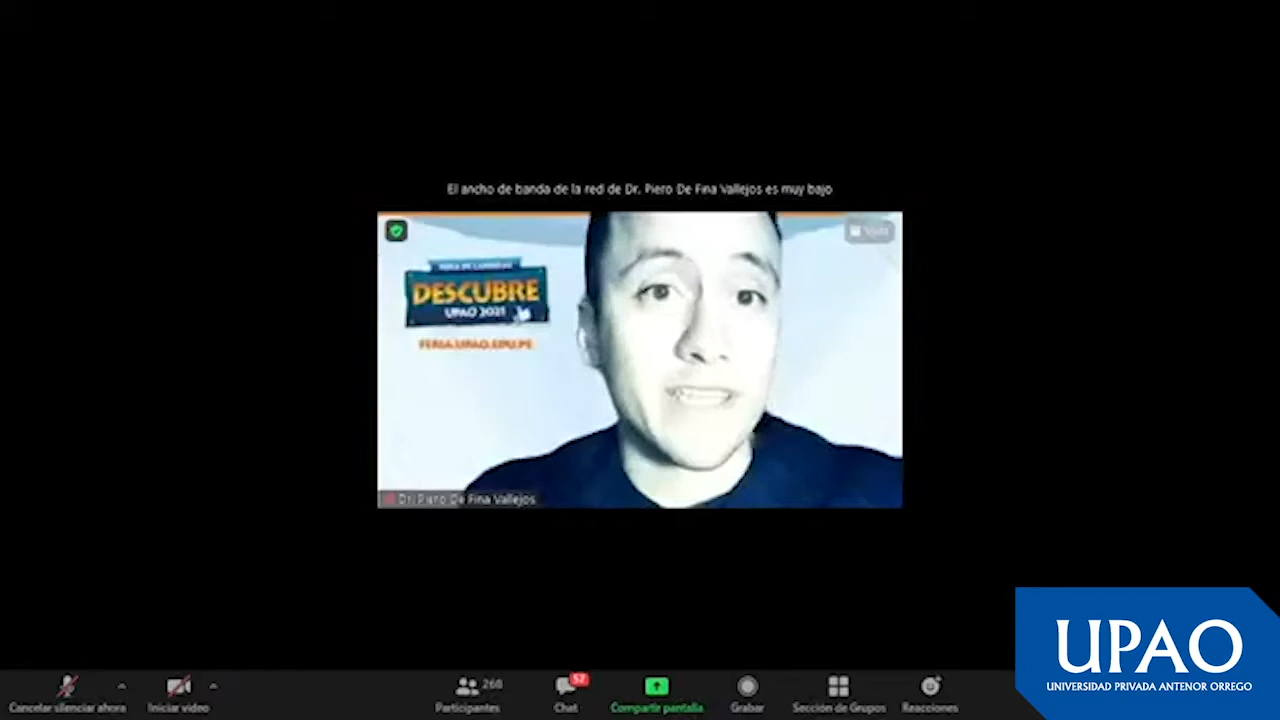 El ancho de banda de la red de Dr. Piero De Fina Vallejos es muy bajo
DESCUBRE
UPAO 2021
FERIA.UPAO.EDU.PE
Dr. Piero De Fina Vallejos
Cancelar silenciar ahora
Iniciar video
268
Participantes
57
Chat
Compartir pantalla
Grabar
Sección de Grupos
Reacciones
UPAO
UNIVERSIDAD PRIVADA ANTENOR ORREGO